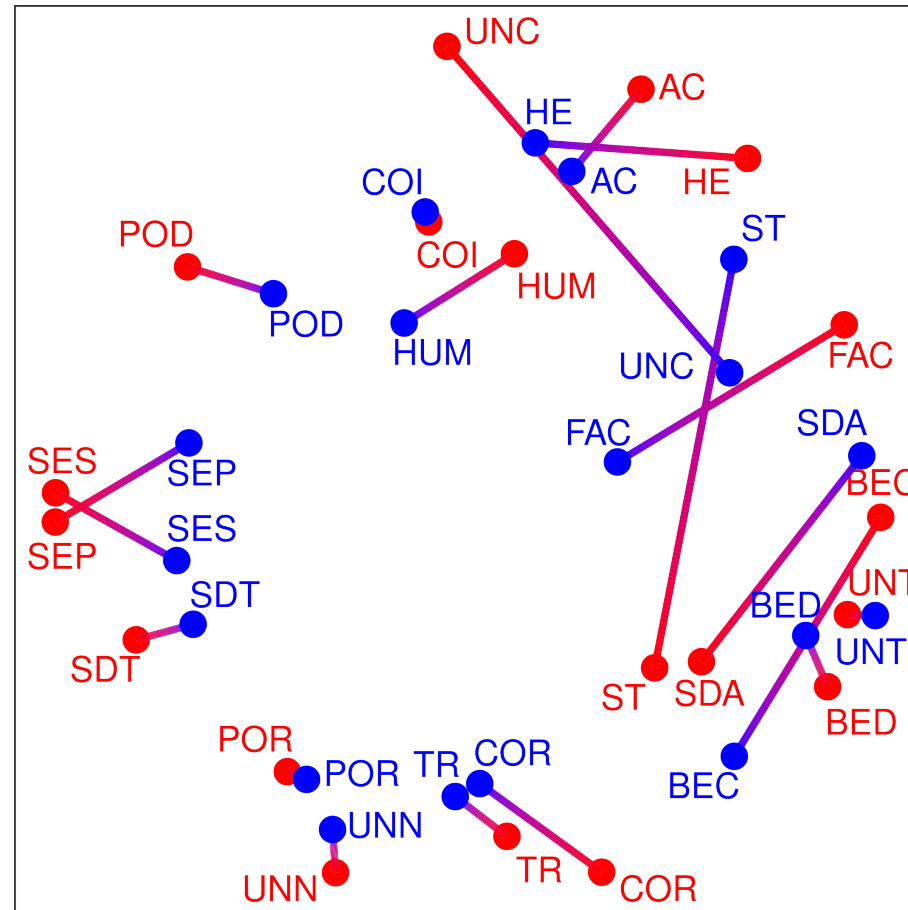 UNC
AC
HE
AC
HE
COI
COI
ST
POD
POD
HUM
HUM
UNC
FAC
FAC
SDA
SES
SEP
BEC
SES
SEP
SDT
SDT
UNT
BED
UNT
ST
SDA
BED
POR
POR
TR
COR
BEC
UNN
UNN
TR
COR